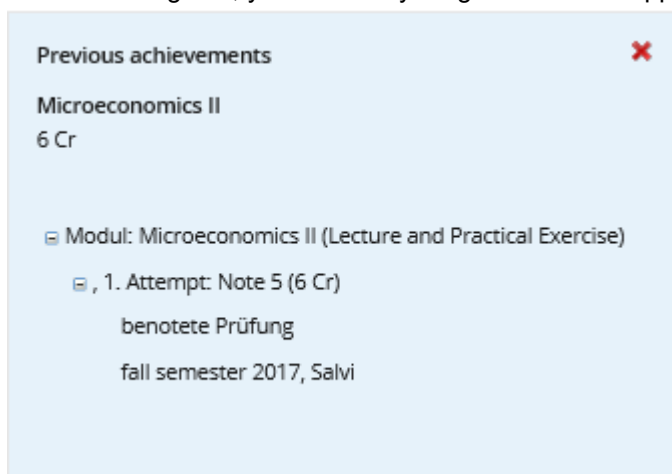 Previous achievements
Microeconomics II
6 Cr
Modul: Microeconomics II (Lecture and Practical Exercise)
, 1. Attempt: Note 5 (6 Cr)
benotete Prüfung
fall semester 2017, Salvi